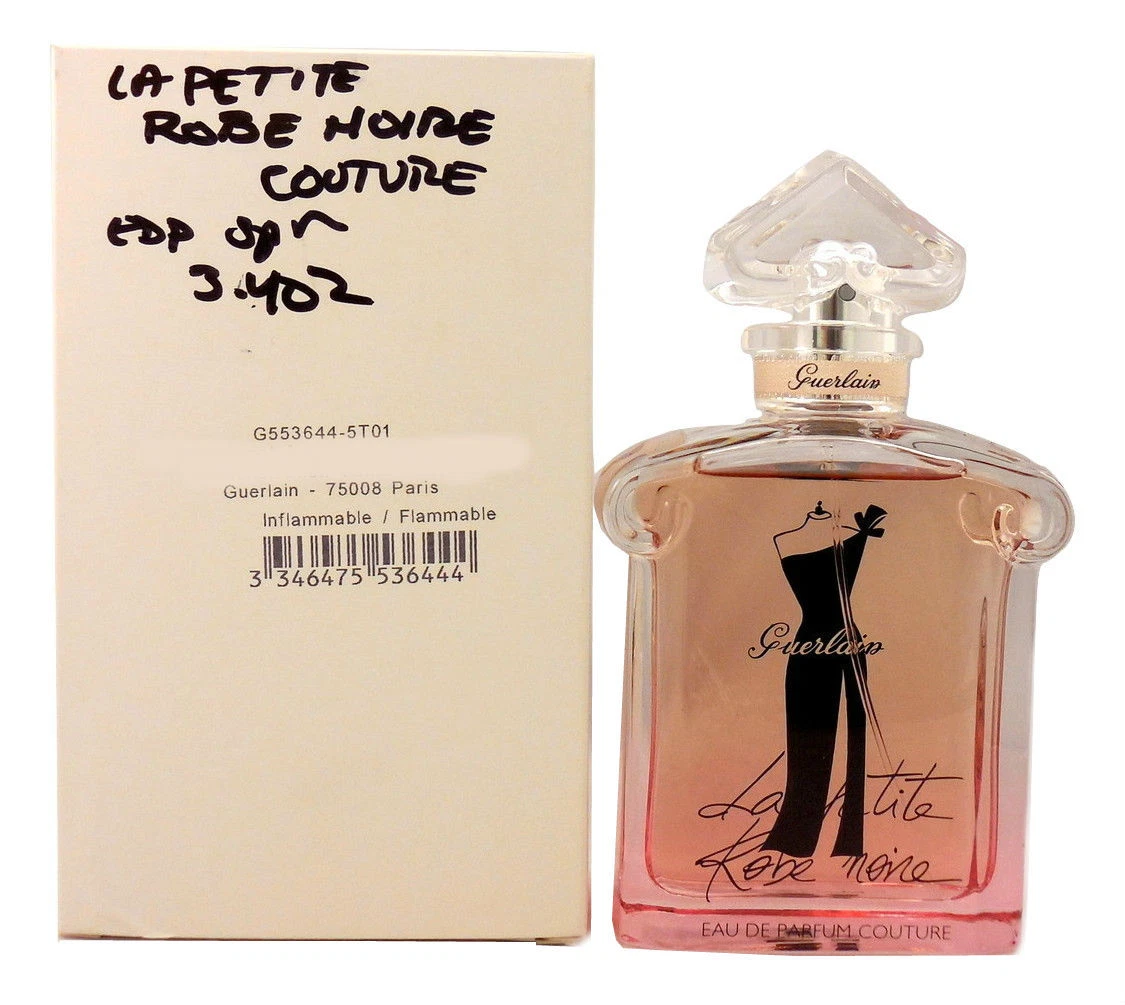 LA PETITE
ROBE NOIRE
COUTURE
EDP Spr
3.4oz
G553644-5T01
Guerlain - 75008 Paris
Inflammable / Flammable
3 346475 536444
Guerlain
Guerlain
La petite
Robe noire
EAU DE PARFUM COUTURE